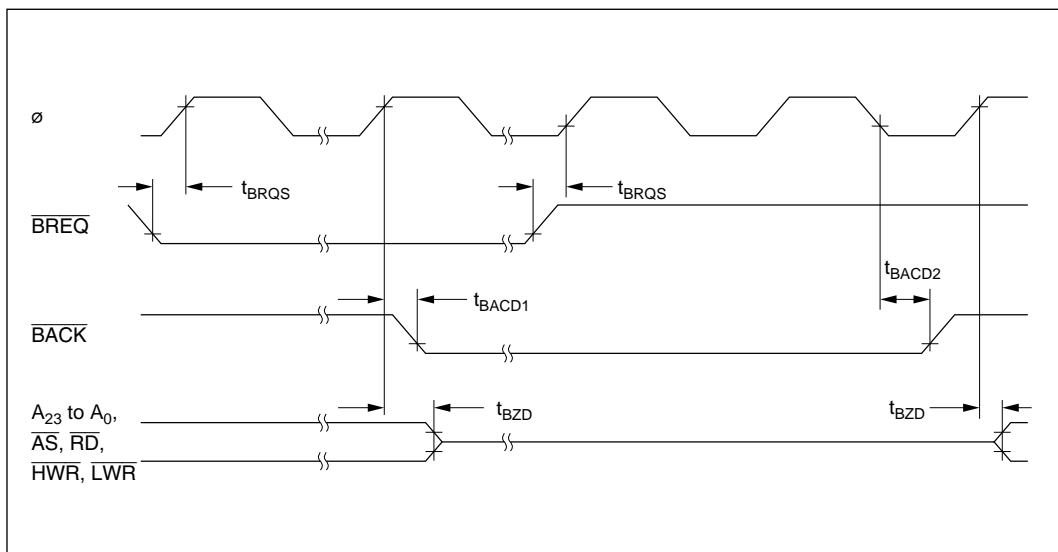 ø
tBRQS tBRQS
BREQ
tBACD2
tBACD1
BACK
A23 to A0,
tBZD tBZD
AS, RD,
HWR, LWR